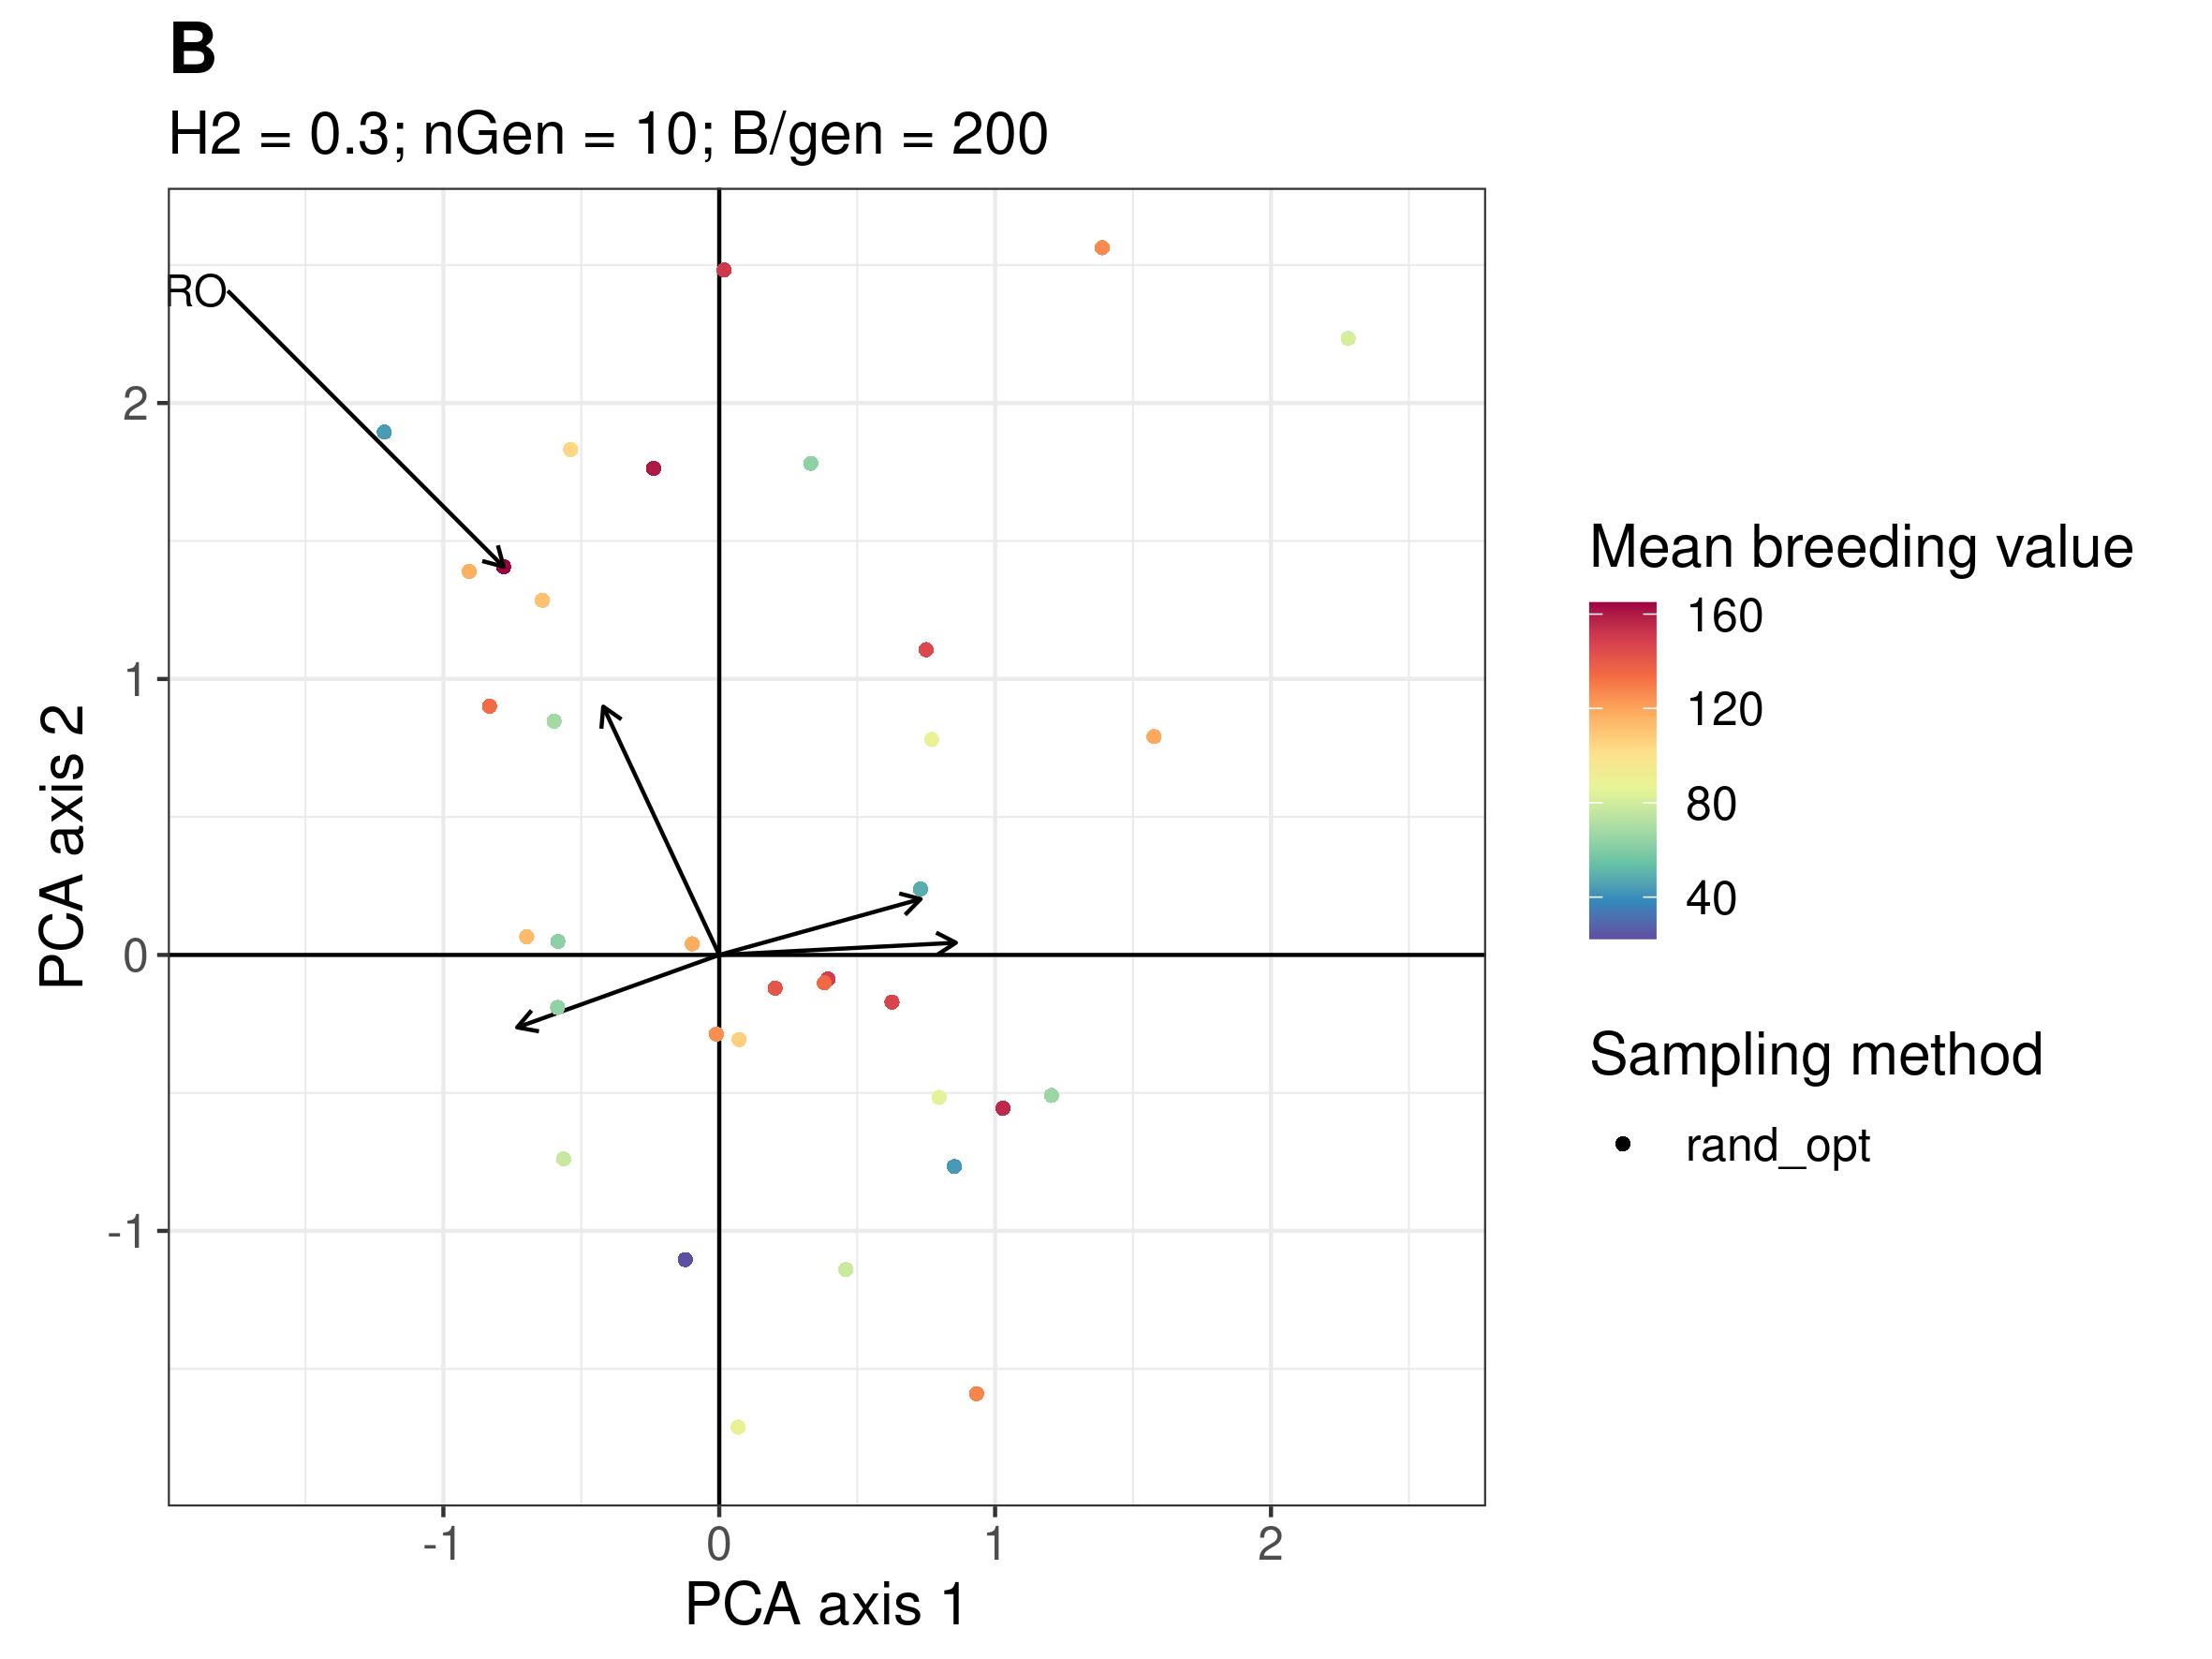 B
H2 = 0.3; nGen = 10; B/gen = 200
RO
2
1
0
-1
PCA axis 2
-1
0
1
2
PCA axis 1
Mean breeding value
160
120
80
40
Sampling method
rand_opt